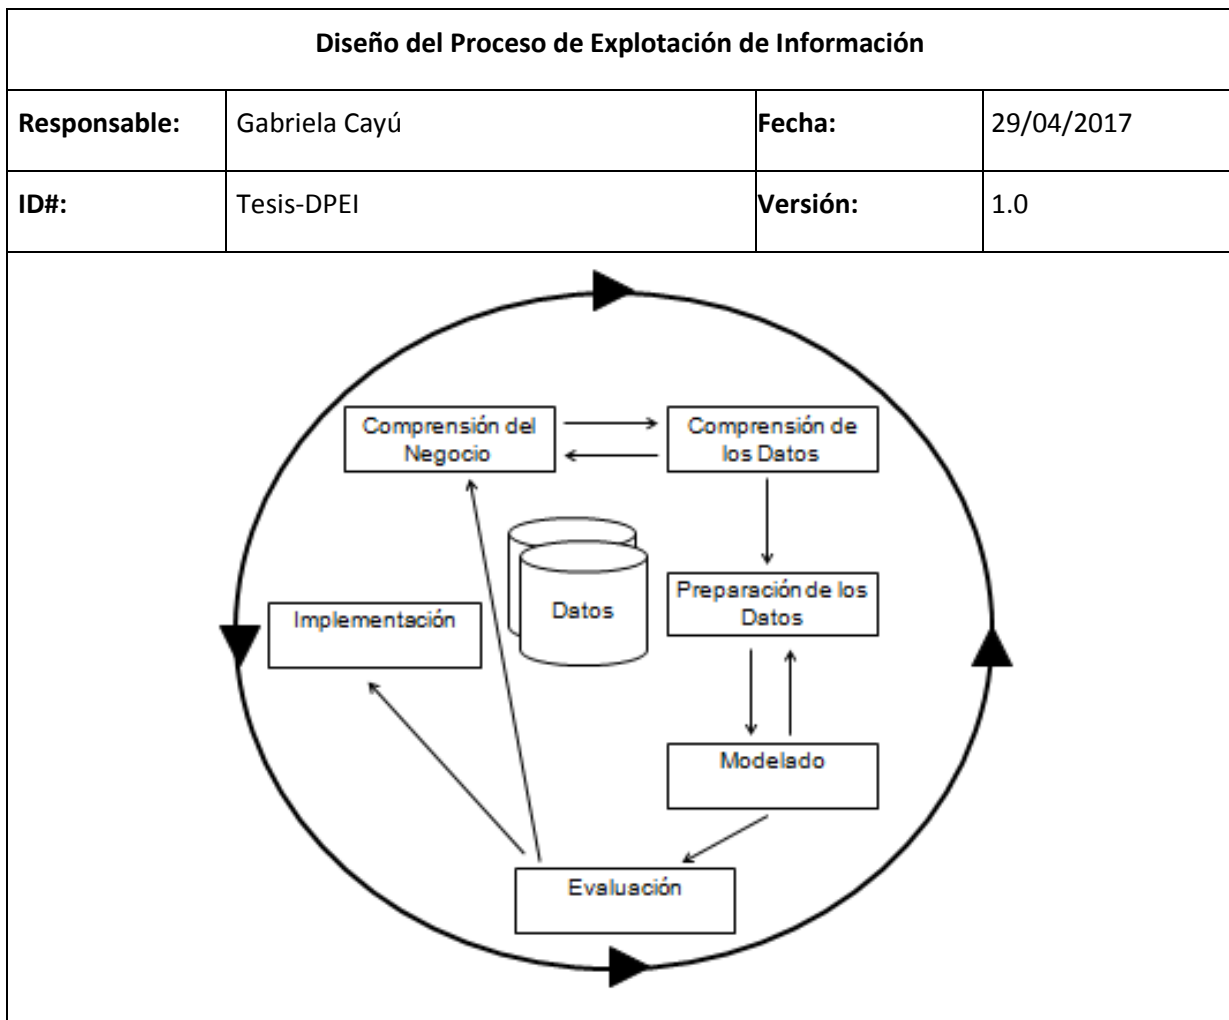 Diseño del Proceso de Explotación de Información
Responsable: Gabriela Cayú Fecha: 29/04/2017
ID#: Tesis-DPEI Versión: 1.0
Comprensión del
Negocio
Comprensión de
los Datos
Datos
Preparación de los
Datos
Implementación
Modelado
Evaluación